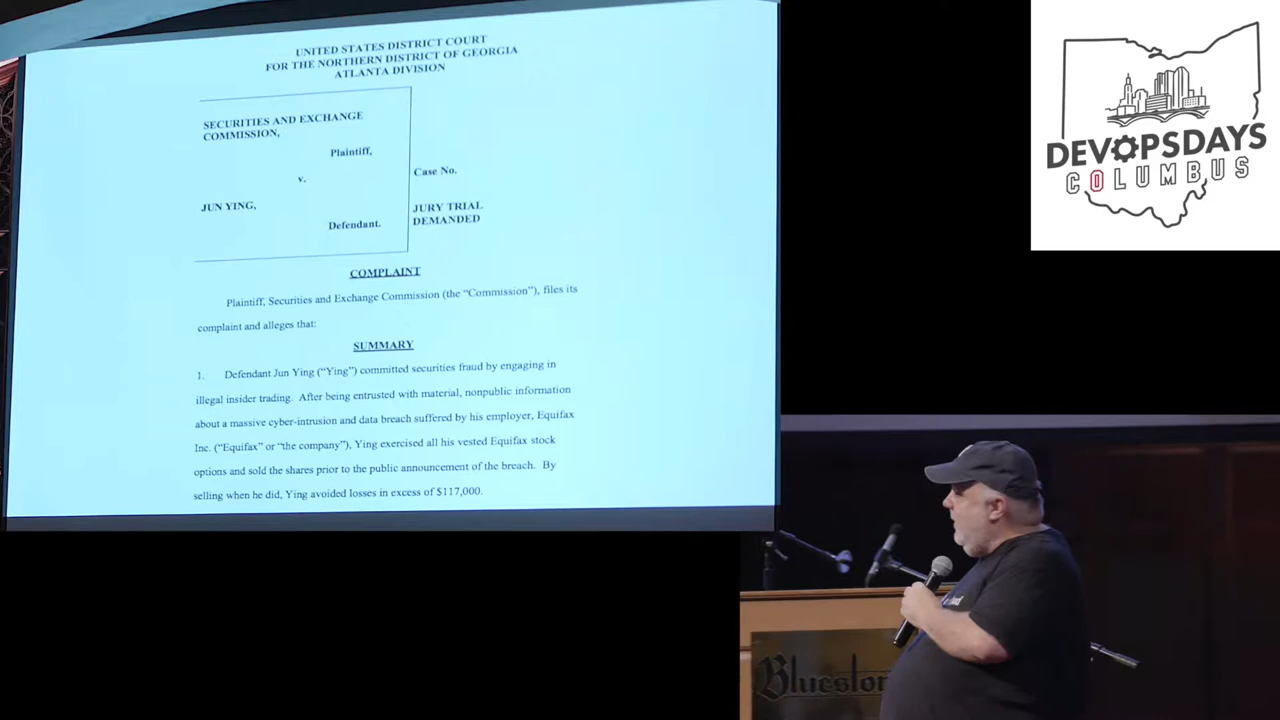 UNITED STATES DISTRICT COURT
FOR THE NORTHERN DISTRICT OF GEORGIA
ATLANTA DIVISION
SECURITIES AND EXCHANGE
COMMISSION,
Plaintiff,
v.
Case No.
JUN YING,
JURY TRIAL
DEMANDED
Defendant.
COMPLAINT
Plaintiff, Securities and Exchange Commission (the “Commission”), files its
complaint and alleges that:
SUMMARY
1. Defendant Jun Ying (“Ying”) committed securities fraud by engaging in
illegal insider trading. After being entrusted with material, nonpublic information
about a massive cyber-intrusion and data breach suffered by his employer, Equifax
Inc. (“Equifax” or “the company”), Ying exercised all his vested Equifax stock
options and sold the shares prior to the public announcement of the breach. By
selling when he did, Ying avoided losses in excess of $117,000.
DEVOPSDAYS
COLUMBUS